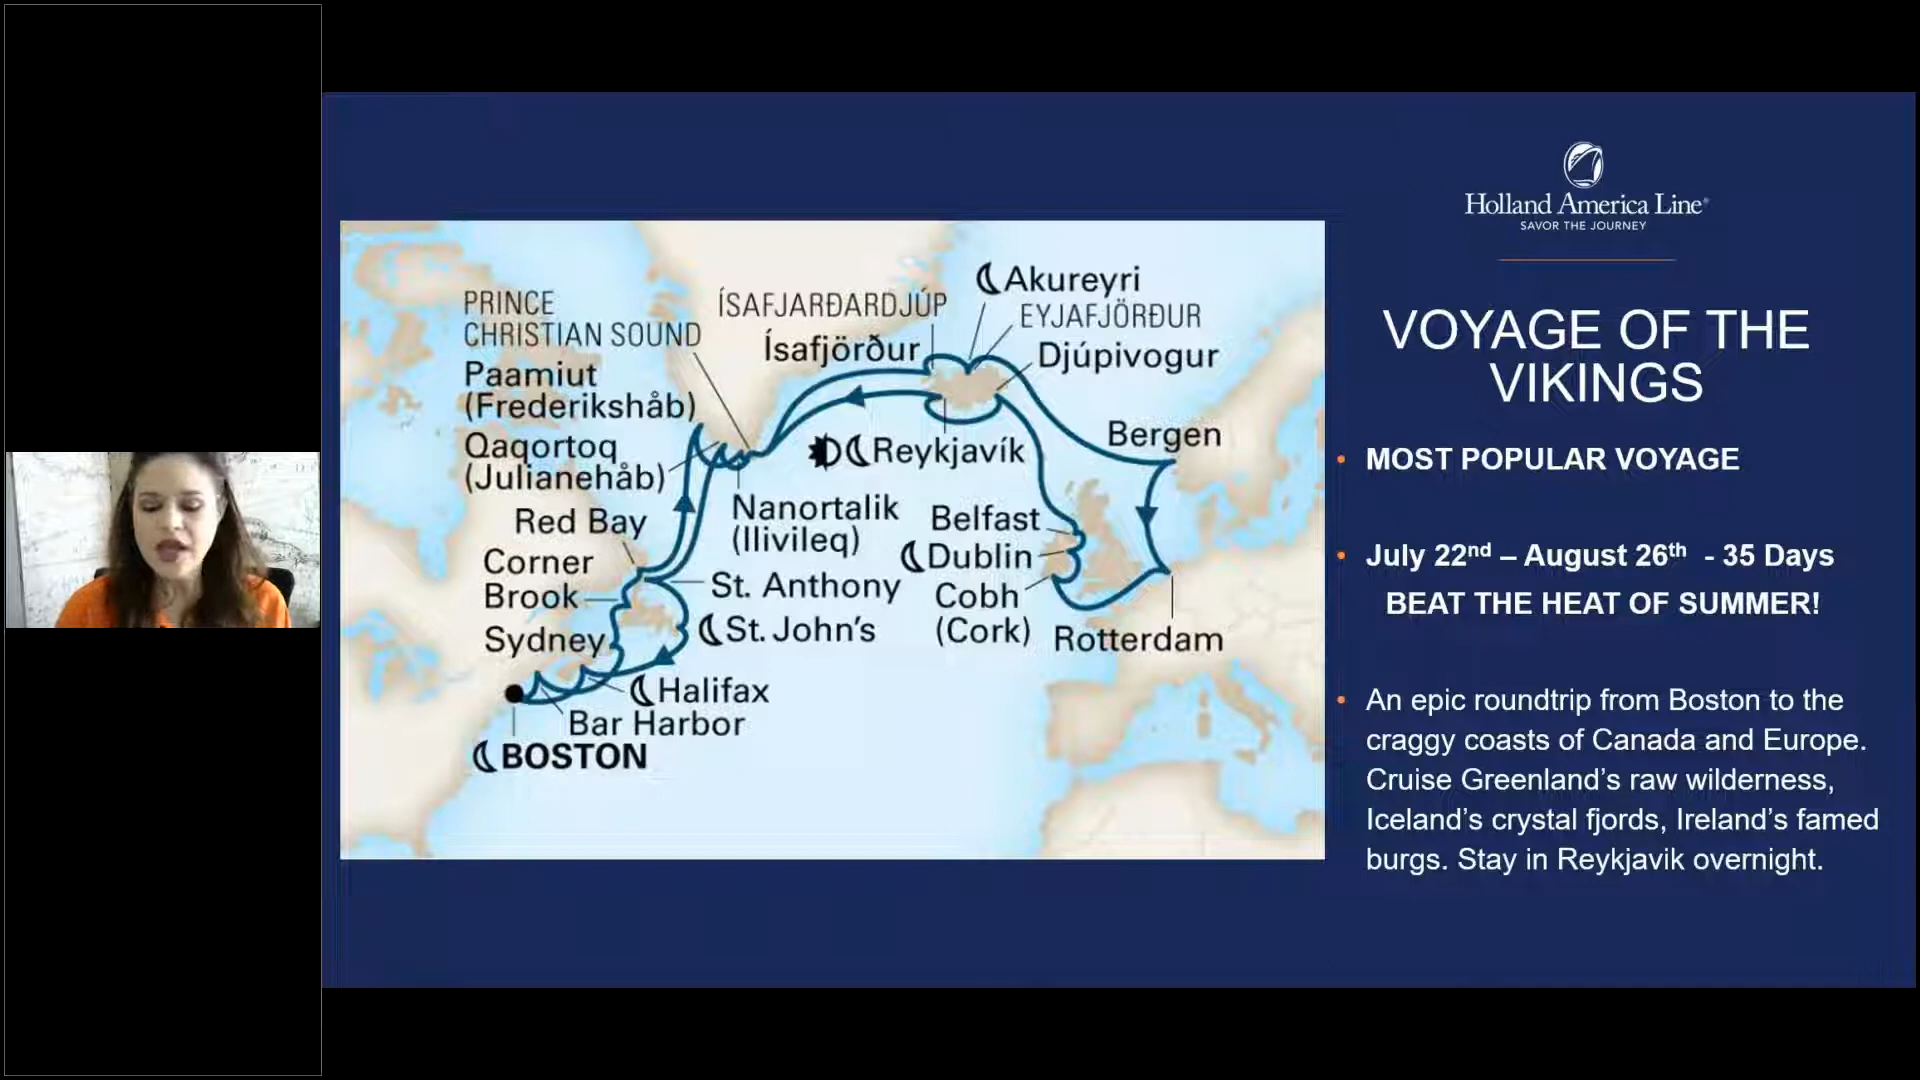 Holland America Line®
SAVOR THE JOURNEY
VOYAGE OF THE
VIKINGS
• MOST POPULAR VOYAGE
• July 22nd – August 26th - 35 Days
BEAT THE HEAT OF SUMMER!
• An epic roundtrip from Boston to the
craggy coasts of Canada and Europe.
Cruise Greenland’s raw wilderness,
Iceland’s crystal fjords, Ireland’s famed
burgs. Stay in Reykjavik overnight.
PRINCE
CHRISTIAN SOUND
Paamiut
(Frederikshåb)
Qaqortoq
(Julianehåb)
Red Bay
Corner
Brook
Sydney
BOSTON
Bar Harbor
Halifax
St. John’s
St. Anthony
Nanortalik
(Ilivileq)
ÍSAFJARÐARDJÚP
Ísafjörður
Akureyri
EYJAFJÖRÐUR
Djúpivogur
Reykjavík
Bergen
Belfast
Dublin
Cobh
(Cork)
Rotterdam